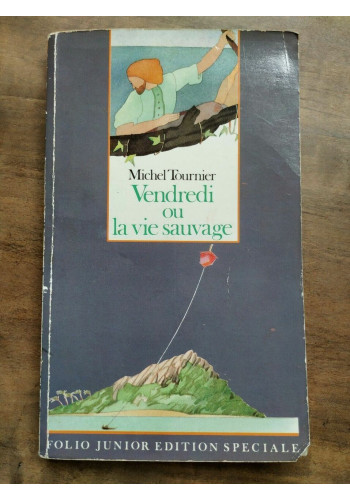 Michel Tournier
Vendredi
ou
la vie sauvage
FOLIO JUNIOR EDITION SPECIALE